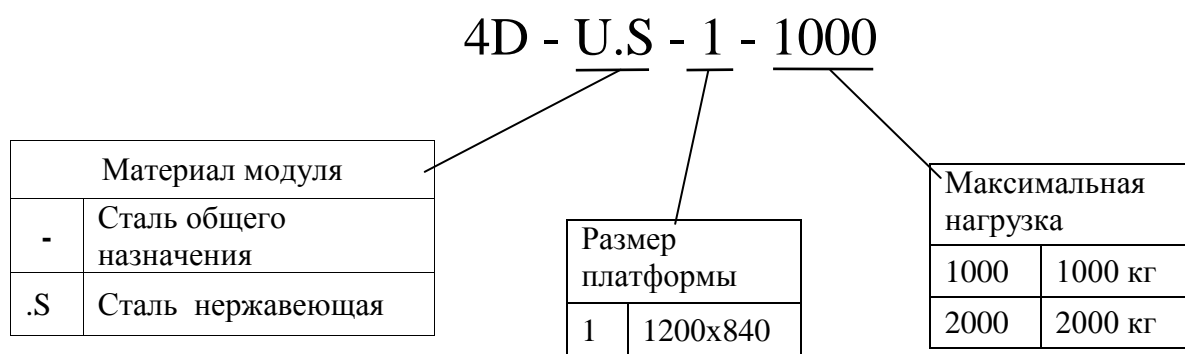 4D - U.S - 1 - 1000
Материал модуля
- Сталь общего
назначения
.S Сталь нержавеющая
Размер
платформы
1 1200x840
Максимальная
нагрузка
1000 1000 кг
2000 2000 кг